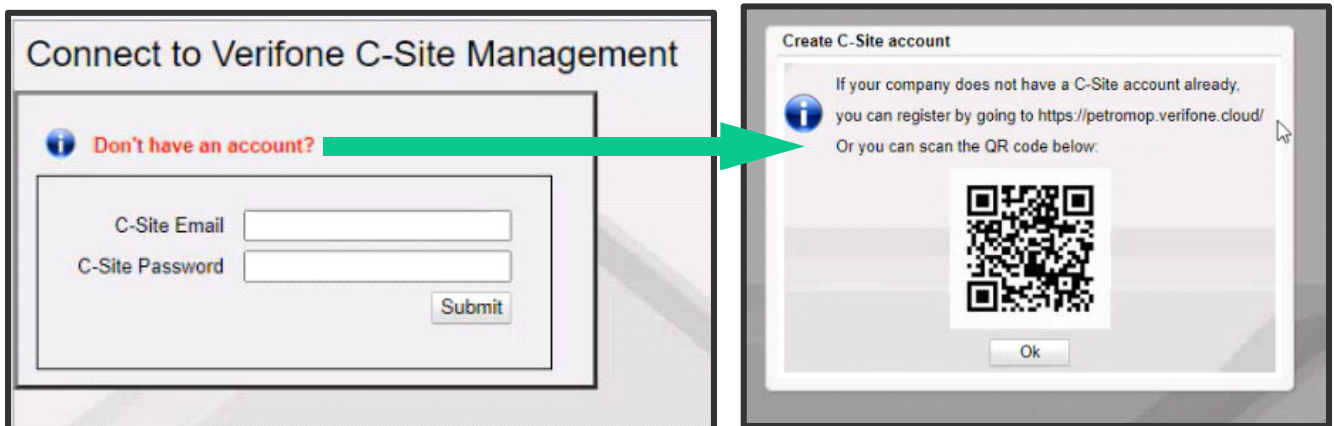 Connect to Verifone C-Site Management
Don't have an account?
C-Site Email
C-Site Password
Submit
Create C-Site account
If your company does not have a C-Site account already,
you can register by going to https://petromop.verifone.cloud/
Or you can scan the QR code below:
Ok